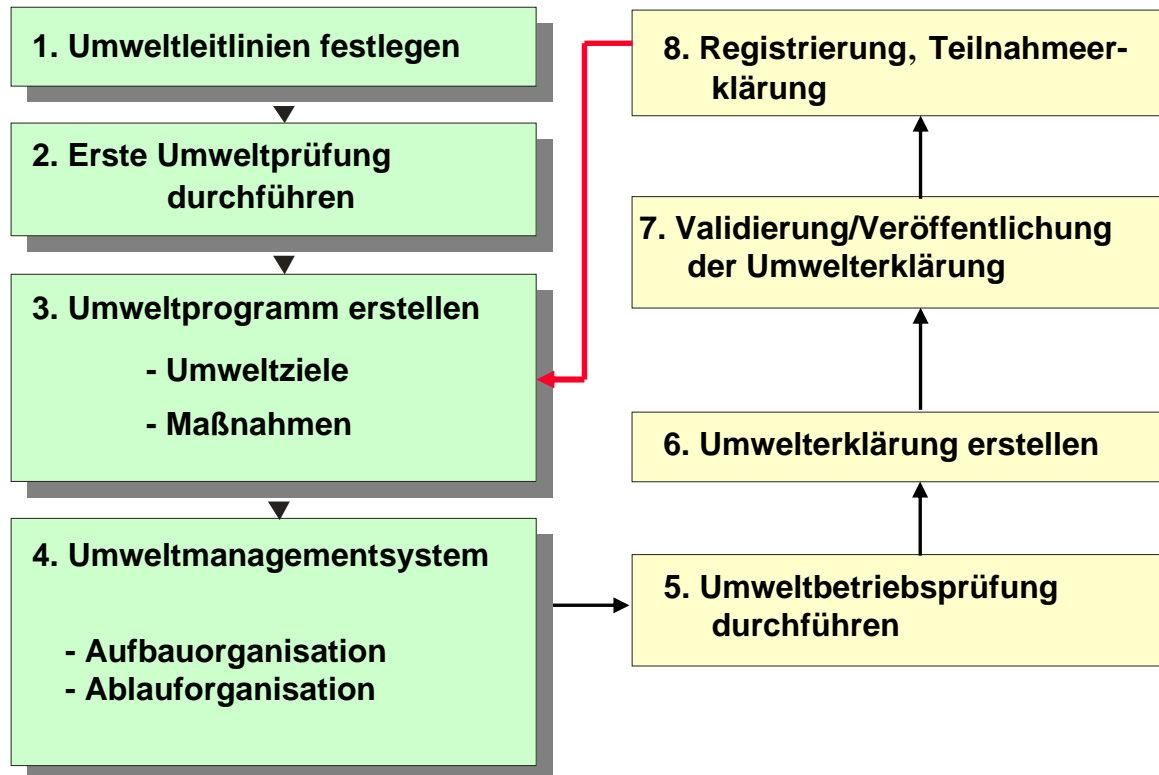 1. Umweltleitlinien festlegen
2. Erste Umweltprüfung
durchführen
3. Umweltprogramm erstellen
- Umweltziele
- Maßnahmen
4. Umweltmanagementsystem
- Aufbauorganisation
- Ablauforganisation
5. Umweltbetriebsprüfung
durchführen
6. Umwelterklärung erstellen
7. Validierung/Veröffentlichung
der Umwelterklärung
8. Registrierung, Teilnahmeer-
klärung